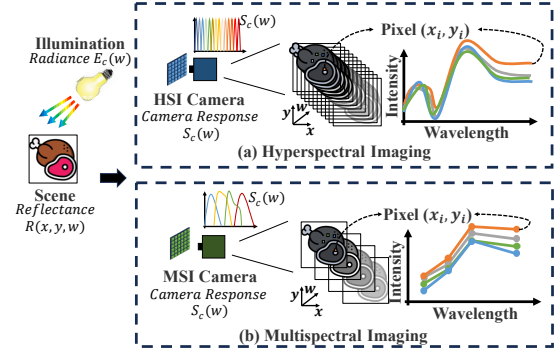 Illumination
Radiance E_c(w)
Scene
Reflectance
R(x, y, w)
S_c(w)
HSI Camera
Camera Response
S_c(w)
y
w
x
Pixel (x_i, y_i)
Intensity
Wavelength
(a) Hyperspectral Imaging
S_c(w)
MSI Camera
Camera Response
S_c(w)
y
w
x
Pixel (x_i, y_i)
Intensity
Wavelength
(b) Multispectral Imaging